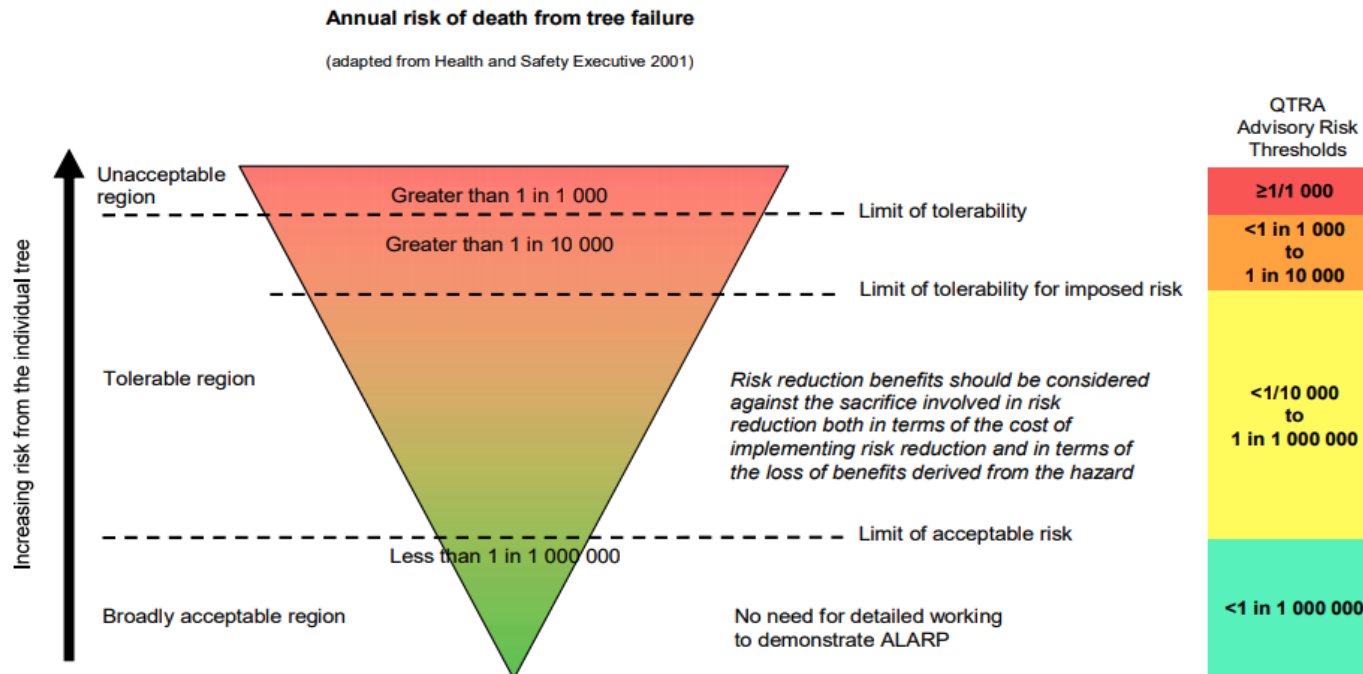 Annual risk of death from tree failure
(adapted from Health and Safety Executive 2001)
QTRA
Advisory Risk
Thresholds
Increasing risk from the individual tree
Unacceptable
region
Greater than 1 in 1 000
Limit of tolerability
≥1/1 000
Greater than 1 in 10 000
<1 in 1 000
to
1 in 10 000
Limit of tolerability for imposed risk
Tolerable region
Risk reduction benefits should be considered
against the sacrifice involved in risk
reduction both in terms of the cost of
implementing risk reduction and in terms of
the loss of benefits derived from the hazard
<1/10 000
to
1 in 1 000 000
Limit of acceptable risk
Less than 1 in 1 000 000
Broadly acceptable region
No need for detailed working
to demonstrate ALARP
<1 in 1 000 000